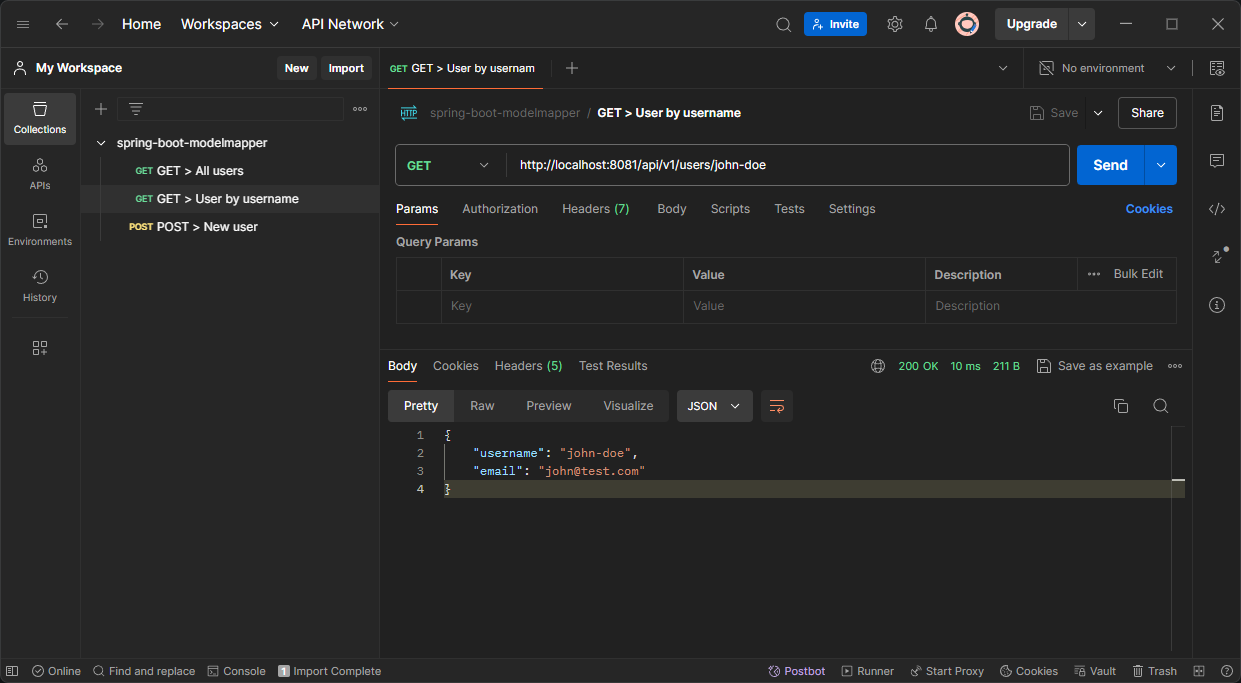 Home Workspaces API Network Invite Upgrade
My Workspace New Import GET GET > User by usernam No environment
Collections
APIs
Environments
History
spring-boot-modelmapper
GET GET > All users
GET GET > User by username
POST POST > New user
HTTP spring-boot-modelmapper / GET > User by username Save Share
GET http://localhost:8081/api/v1/users/john-doe Send
Params Authorization Headers (7) Body Scripts Tests Settings Cookies
Query Params
Key Value Description Bulk Edit
Key Value Description
Body Cookies Headers (5) Test Results 200 OK 10 ms 211 B Save as example
Pretty Raw Preview Visualize JSON
1 {
2 "username": "john-doe",
3 "email": "john@test.com"
4 }
Online Find and replace Console 1 Import Complete Postbot Runner Start Proxy Cookies Vault Trash